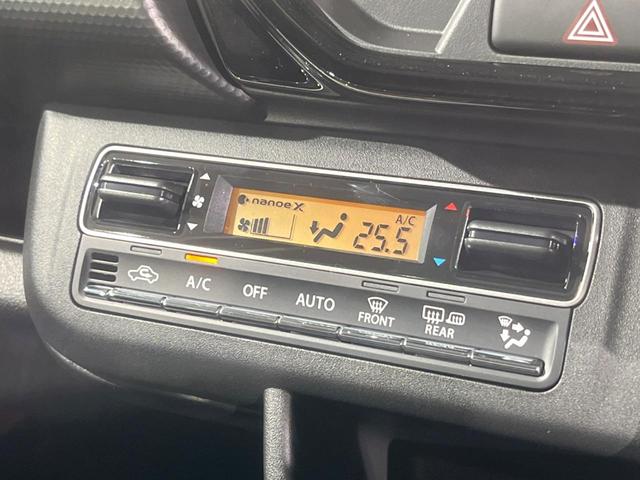 nanoeX
A/C
25.5
A/C
OFF
AUTO
FRONT
REAR